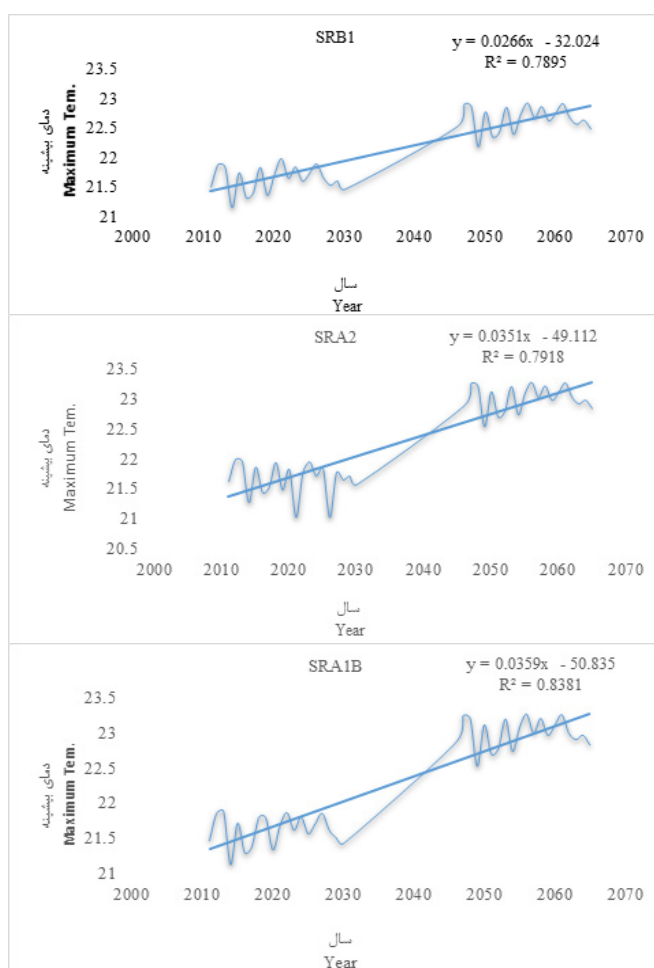 SRB1
y = 0.0266x - 32.024
R² = 0.7895
23.5
23
22.5
22
21.5
21
دمای بیشینه
Maximum Tem.
2000 2010 2020 2030 2040 2050 2060 2070
سال
Year
SRA2
y = 0.0351x - 49.112
R² = 0.7918
23.5
23
22.5
22
21.5
21
20.5
دمای بیشینه
Maximum Tem.
2000 2010 2020 2030 2040 2050 2060 2070
سال
Year
SRA1B
y = 0.0359x - 50.835
R² = 0.8381
23.5
23
22.5
22
21.5
21
دمای بیشینه
Maximum Tem.
2000 2010 2020 2030 2040 2050 2060 2070
سال
Year